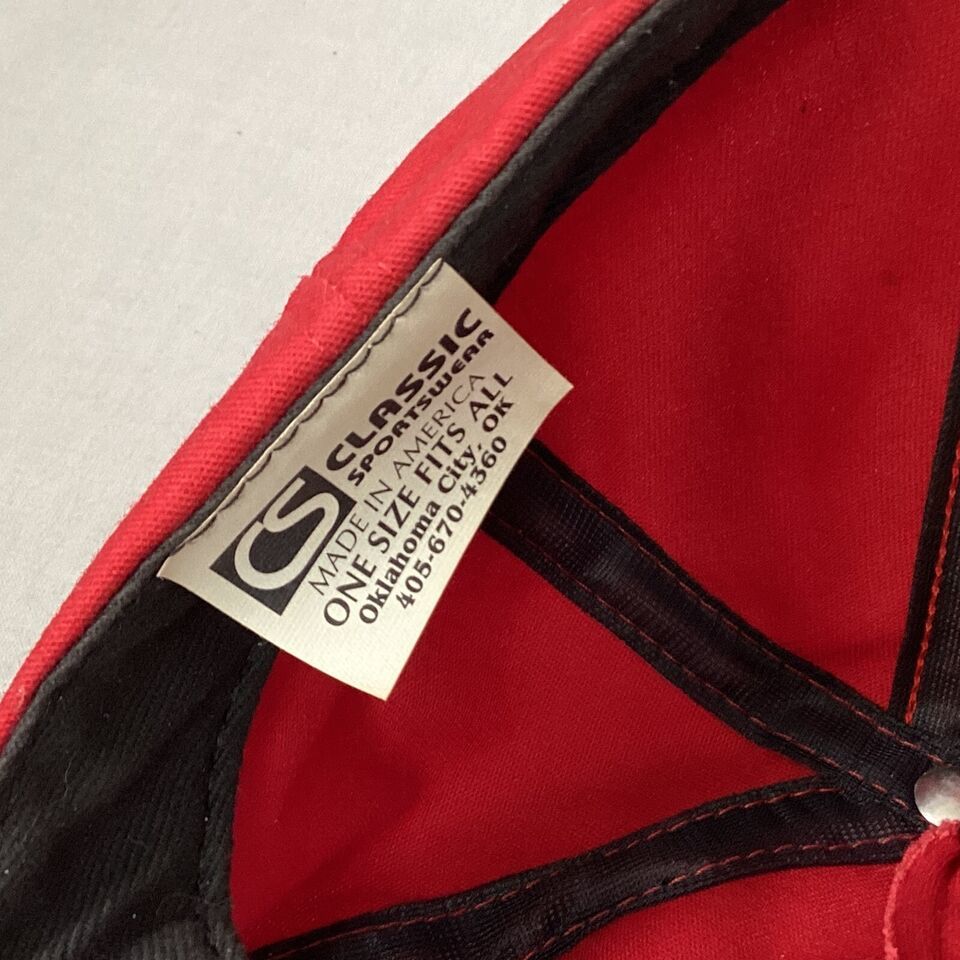 CS
CLASSIC
SPORTSWEAR
MADE IN AMERICA
ONE SIZE FITS ALL
Oklahoma City, OK
405-670-4360